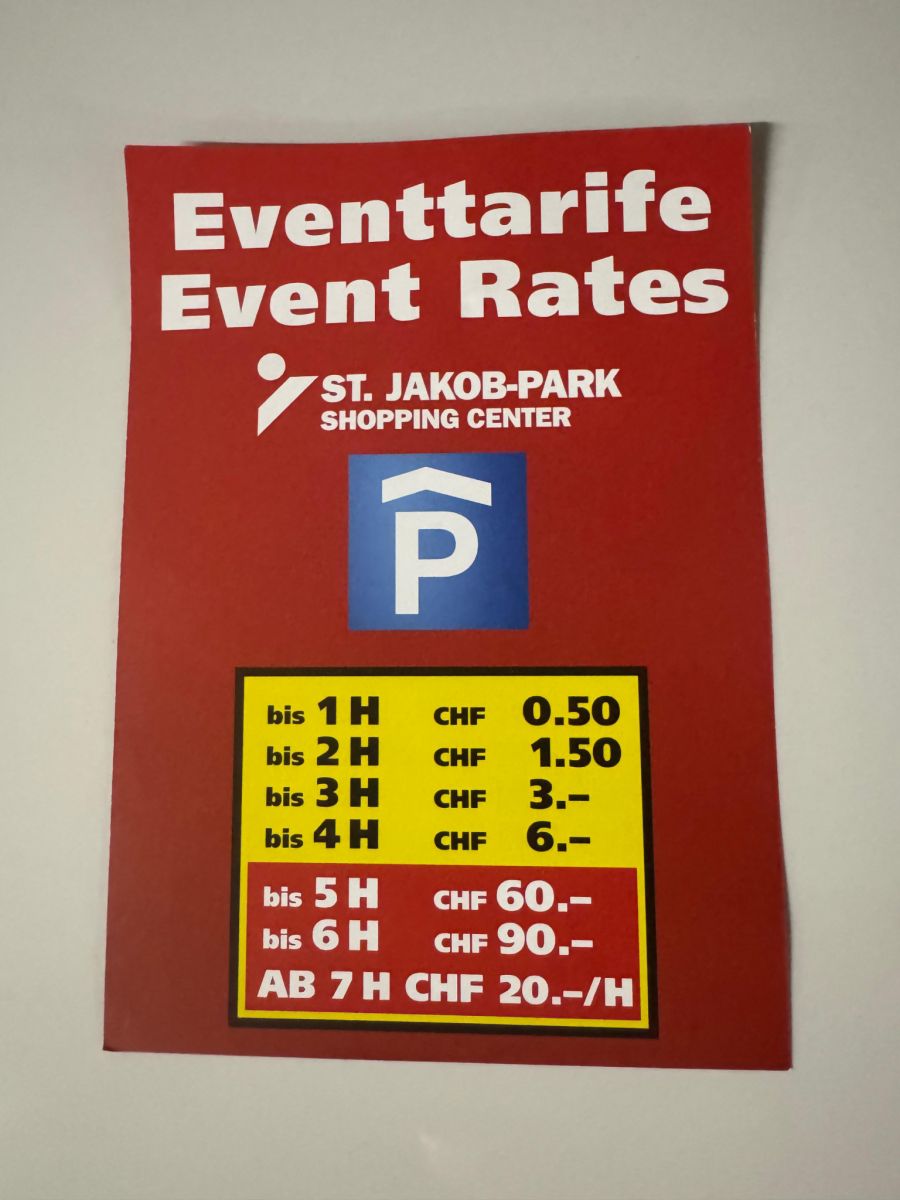 Eventtarife
Event Rates
ST. JAKOB-PARK
SHOPPING CENTER
P
bis 1 H CHF 0.50
bis 2 H CHF 1.50
bis 3 H CHF 3.–
bis 4 H CHF 6.–
bis 5 H CHF 60.–
bis 6 H CHF 90.–
AB 7 H CHF 20.–/H